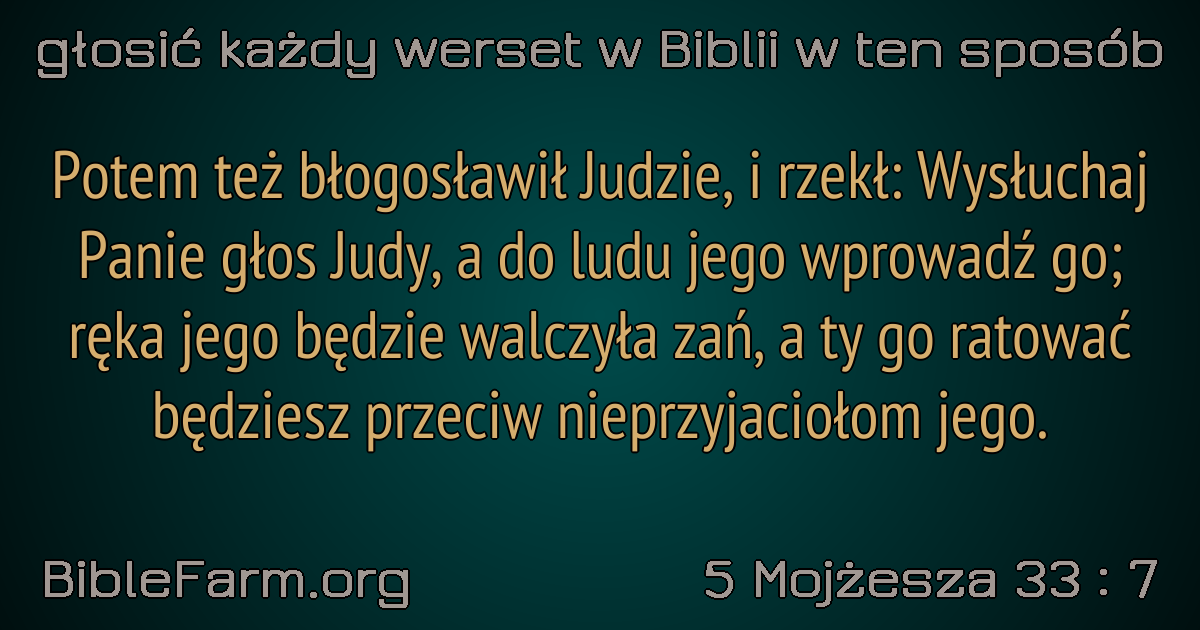 głosić każdy werset w Biblii w ten sposób
Potem też błogosławił Judzie, i rzekł: Wysłuchaj
Panie głos Judy, a do ludu jego wprowadź go;
ręka jego będzie walczyła zań, a ty go ratować
będziesz przeciw nieprzyjaciołom jego.
BibleFarm.org
5 Mojżesza 33 : 7